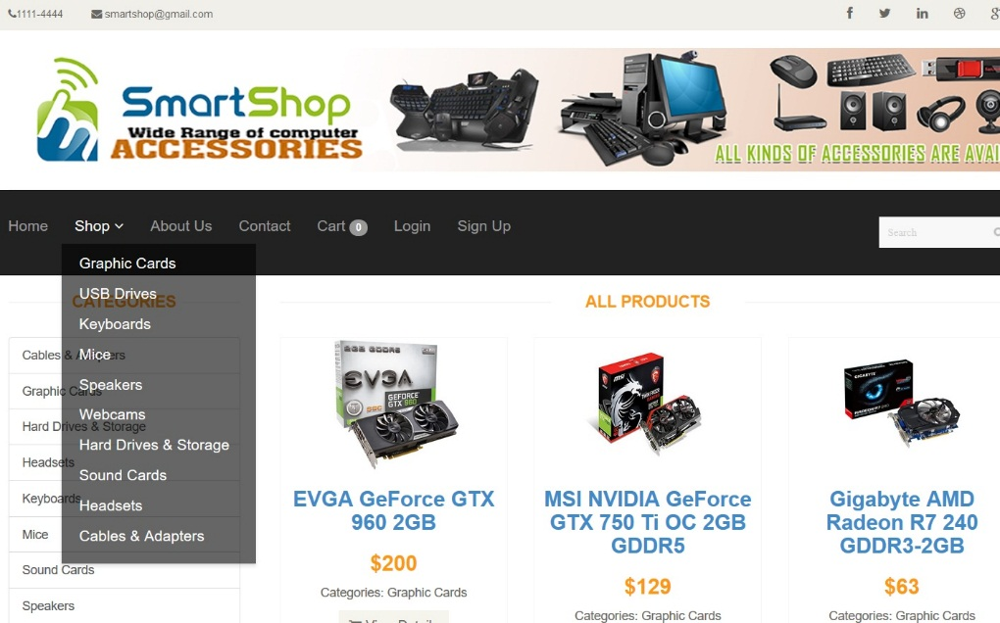 1111-4444 smartshop@gmail.com
SmartShop
Wide Range of computer
ACCESSORIES
ALL KINDS OF ACCESSORIES ARE
Home Shop About Us Contact Cart 0 Login Sign Up Search
Graphic Cards
USB Drives
Keyboards
Mice
Speakers
Webcams
Hard Drives & Storage
Sound Cards
Headsets
Cables & Adapters
CATEGORIES
Cables & Adapters
Graphic Cards
Hard Drives & Storage
Headsets
Keyboards
Mice
Sound Cards
Speakers
ALL PRODUCTS
2GB GDDR5
EVGA
GEFORCE
GTX 960
EVGA GeForce GTX
960 2GB
$200
Categories: Graphic Cards
View Detail
msi
MSI NVIDIA GeForce
GTX 750 Ti OC 2GB
GDDR5
$129
Categories: Graphic Cards
GIGABYTE
Gigabyte AMD
Radeon R7 240
GDDR3-2GB
$63
Categories: Graphic Cards